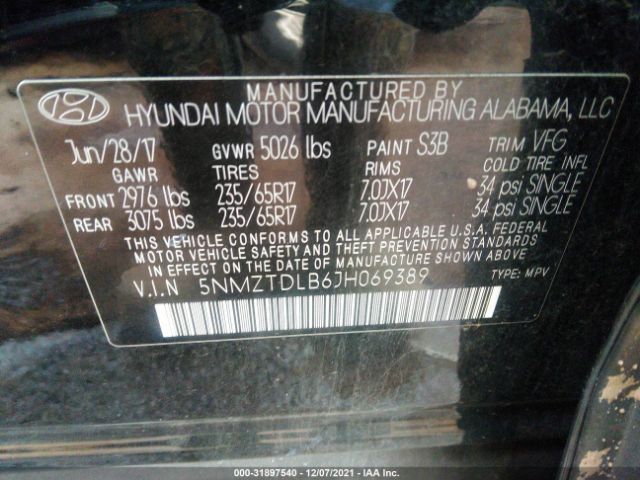 MANUFACTURED BY
HYUNDAI MOTOR MANUFACTURING ALABAMA, LLC
Jun/28/17 GVWR 5026 lbs PAINT S3B TRIM VFG
GAWR TIRES RIMS COLD TIRE INFL
FRONT 2976 lbs 235/65R17 7.0JX17 34 psi SINGLE
REAR 3075 lbs 235/65R17 7.0JX17 34 psi SINGLE
THIS VEHICLE CONFORMS TO ALL APPLICABLE U.S.A. FEDERAL
MOTOR VEHICLE SAFETY, BUMPER, AND THEFT PREVENTION STANDARDS
IN EFFECT ON THE DATE OF MANUFACTURE SHOWN ABOVE.
V.I.N 5NMZTDLB6JH069389 TYPE: MPV
000-31897540 - 12/07/2021 - IAA Inc.